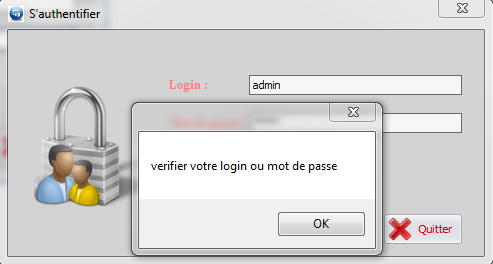 S'authentifier
Login :
admin
verifier votre login ou mot de passe
OK
Quitter